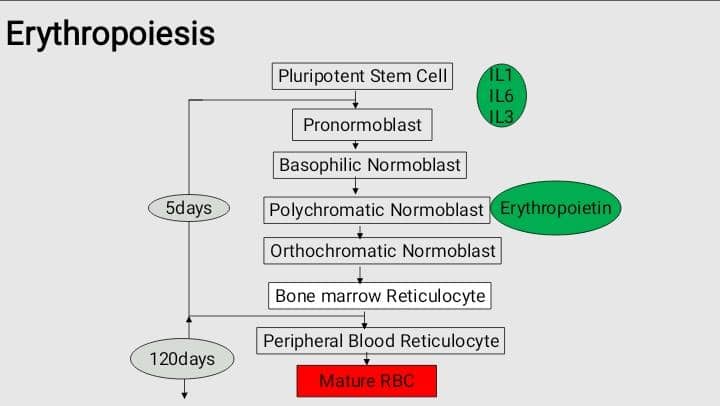 Erythropoiesis
Pluripotent Stem Cell
IL1
IL6
IL3
Pronormoblast
Basophilic Normoblast
5days
Polychromatic Normoblast
Erythropoietin
Orthochromatic Normoblast
Bone marrow Reticulocyte
Peripheral Blood Reticulocyte
120days
Mature RBC